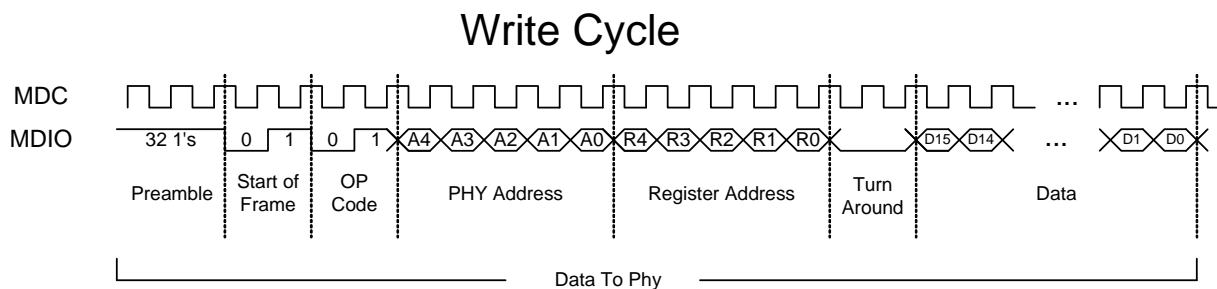 Write Cycle
MDC ...
MDIO 32 1's 0 1 0 1 A4 A3 A2 A1 A0 R4 R3 R2 R1 R0 D15 D14 ... D1 D0
Preamble Start of Frame OP Code PHY Address Register Address Turn Around Data
Data To Phy